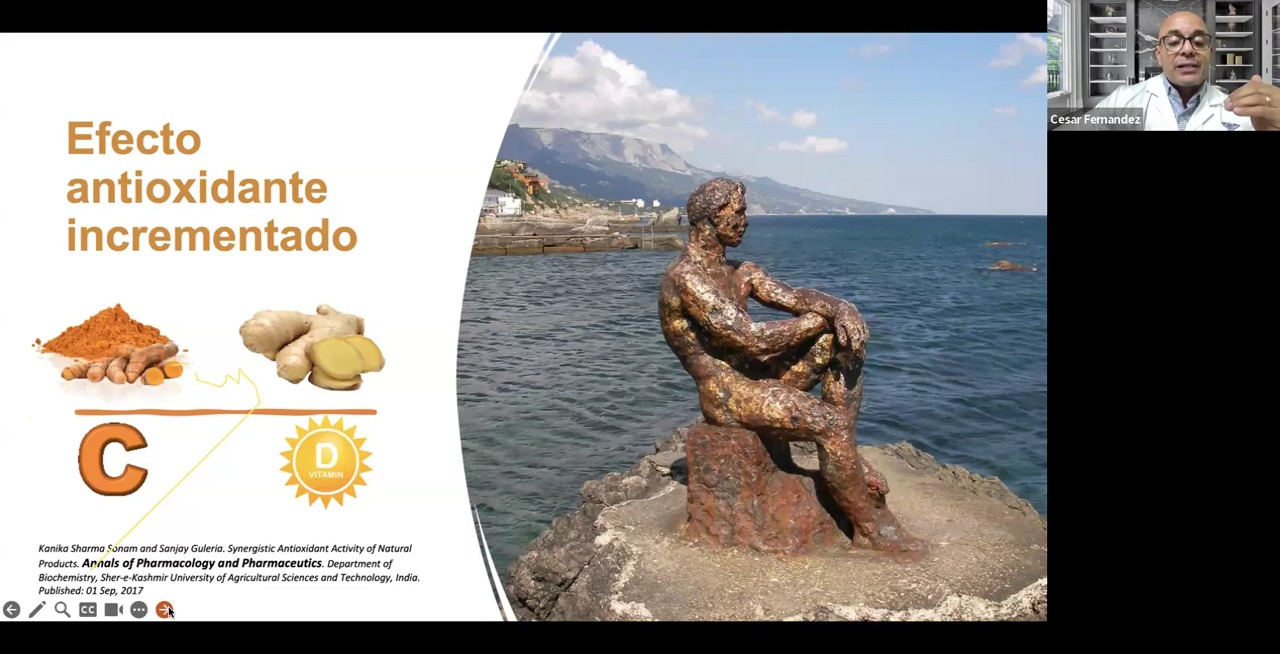 Efecto
antioxidante
incrementado
C
D
VITAMIN
Kanika Sharma Sonam and Sanjay Guleria. Synergistic Antioxidant Activity of Natural
Products. Annals of Pharmacology and Pharmaceutics. Department of
Biochemistry, Sher-e-Kashmir University of Agricultural Sciences and Technology, India.
Published: 01 Sep, 2017
CC
Cesar Fernandez